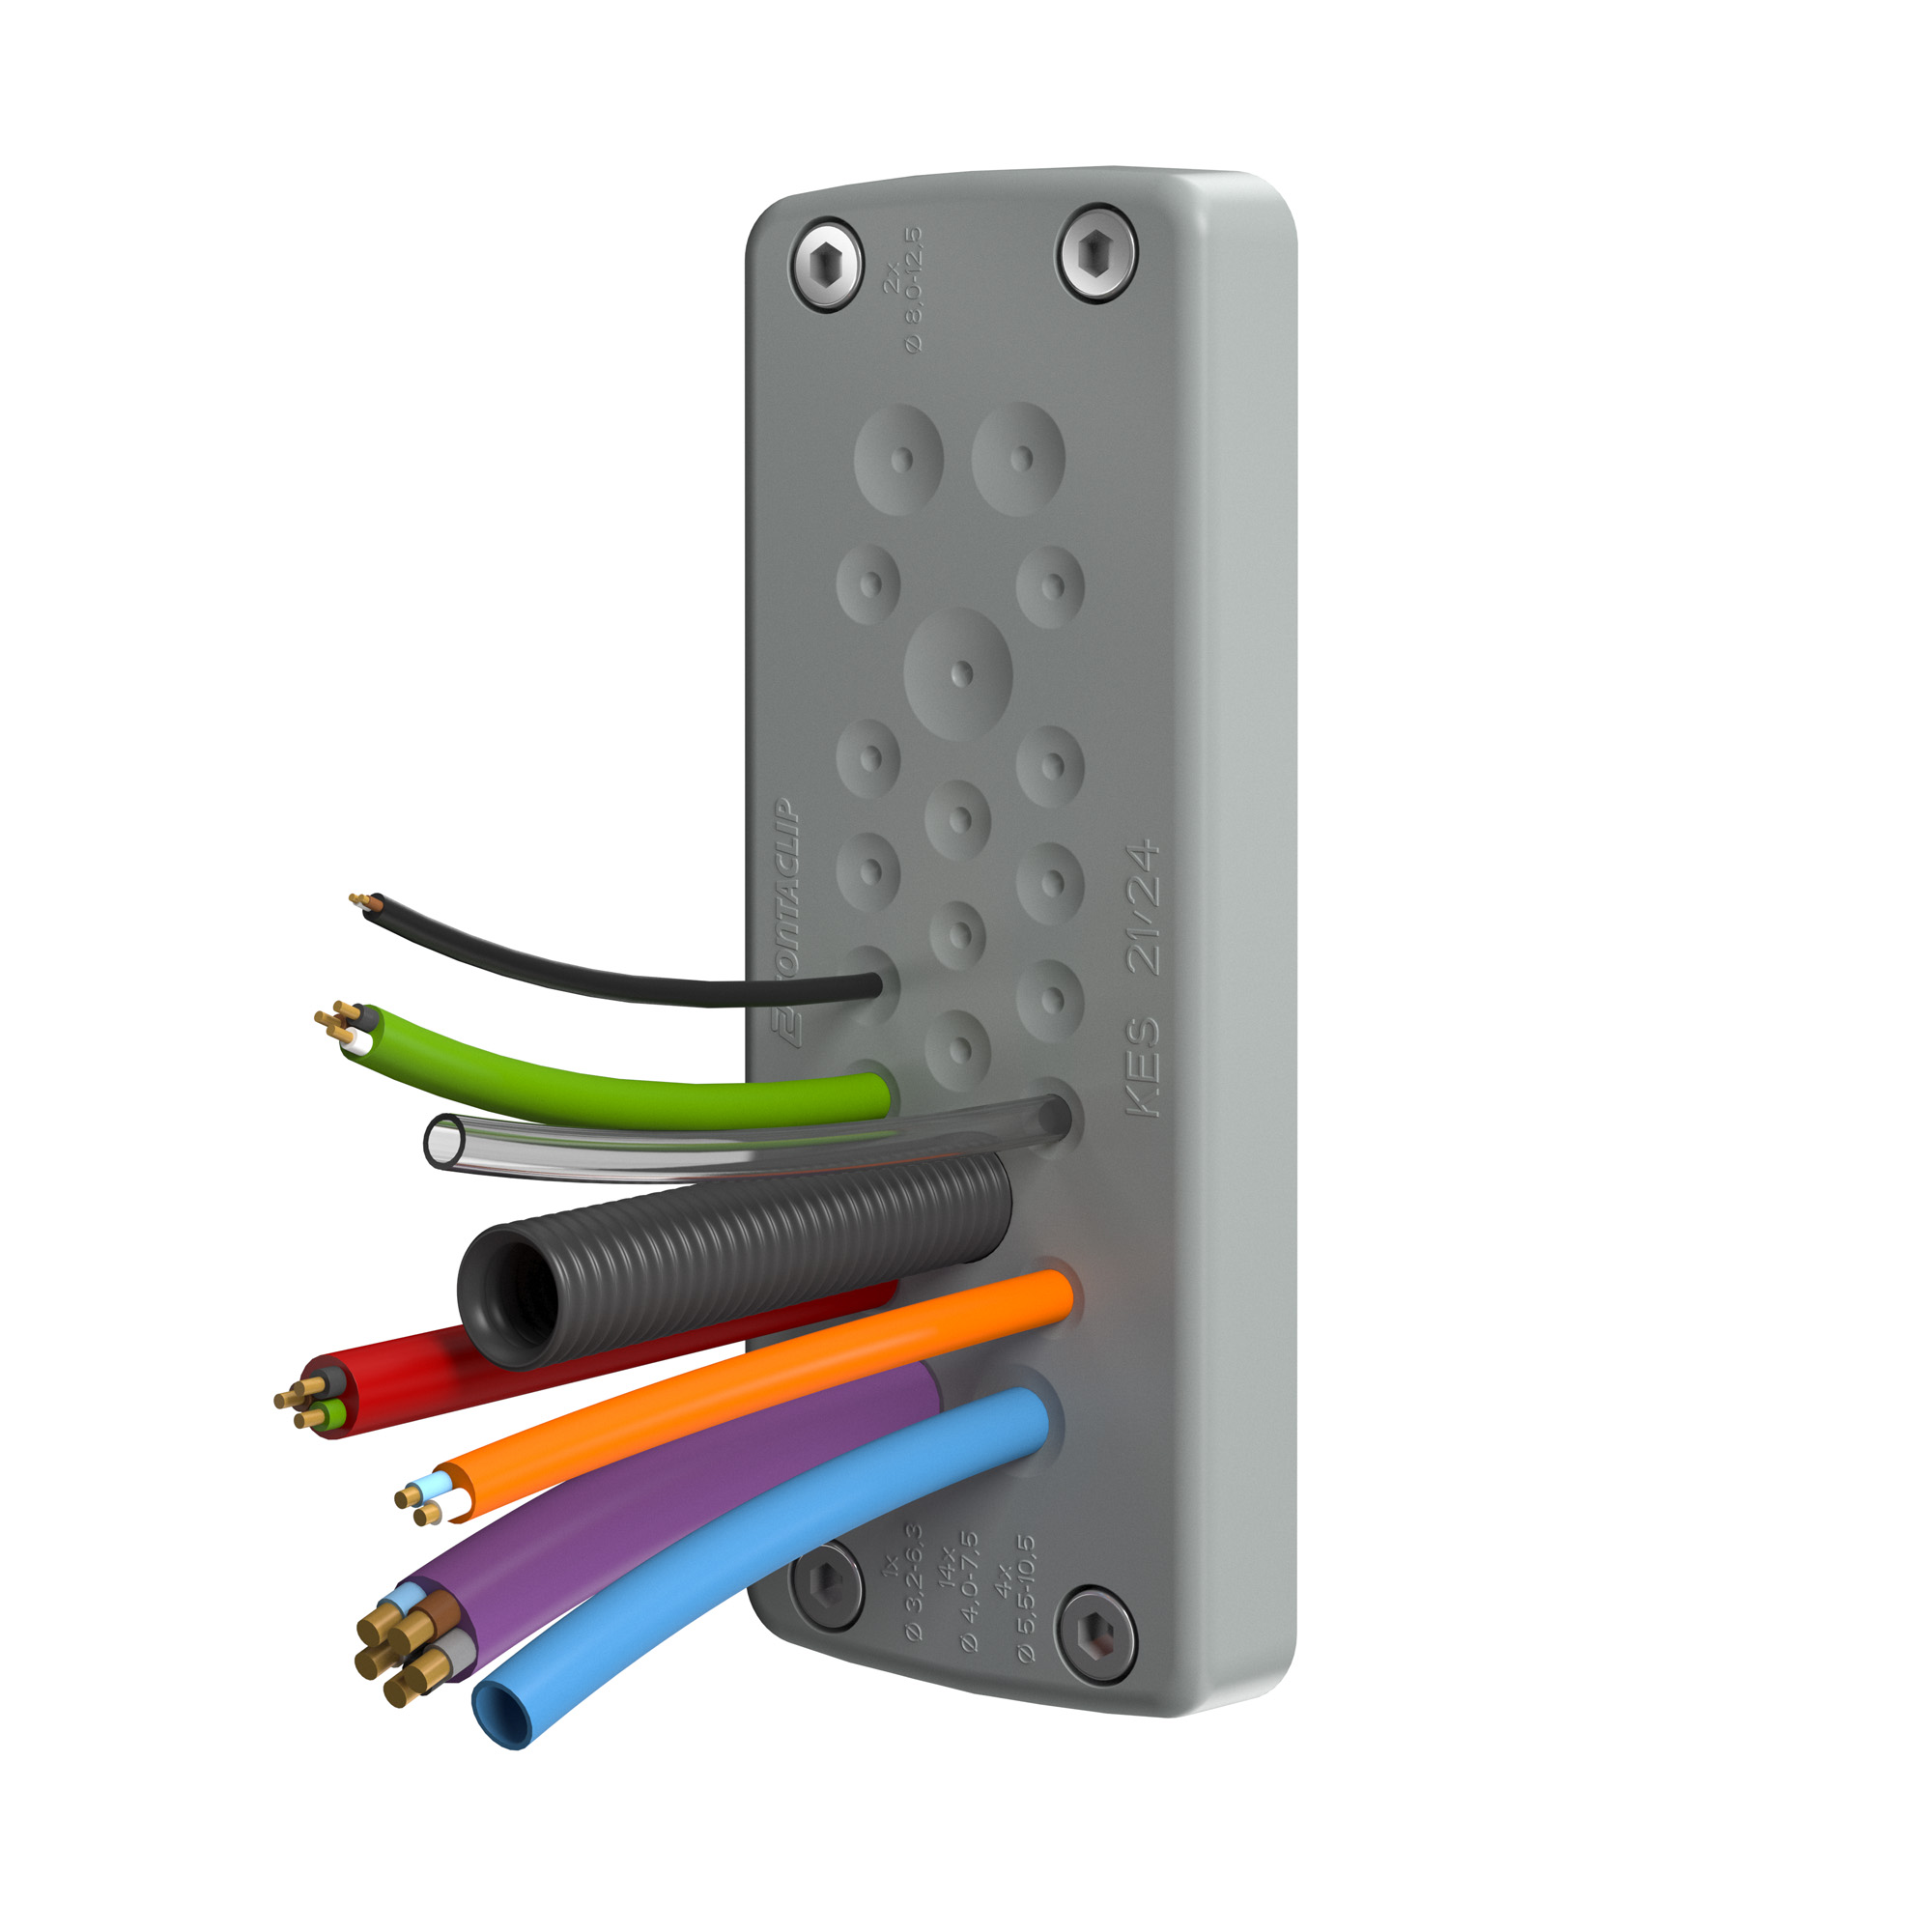 2x
Ø 8,0-12,5
CONTACLIP
KES 21/24
1x
Ø 3,2-6,3
14x
Ø 4,0-7,5
4x
Ø 5,5-10,5